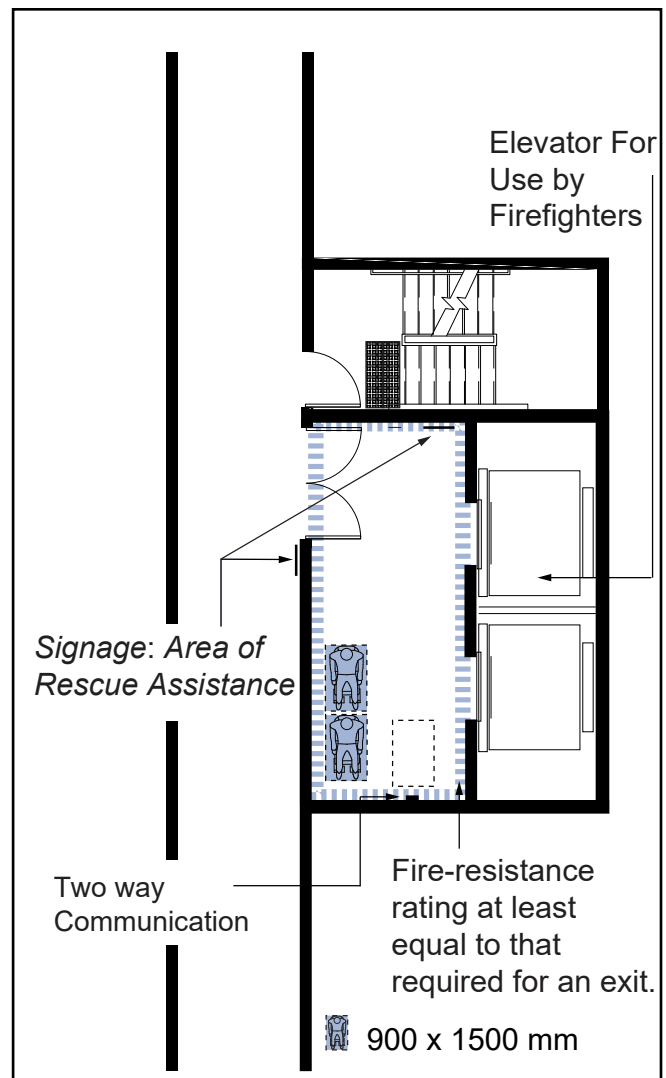 Elevator For
Use by
Firefighters
Signage: Area of
Rescue Assistance
Two way
Communication
Fire-resistance
rating at least
equal to that
required for an exit.
900 x 1500 mm